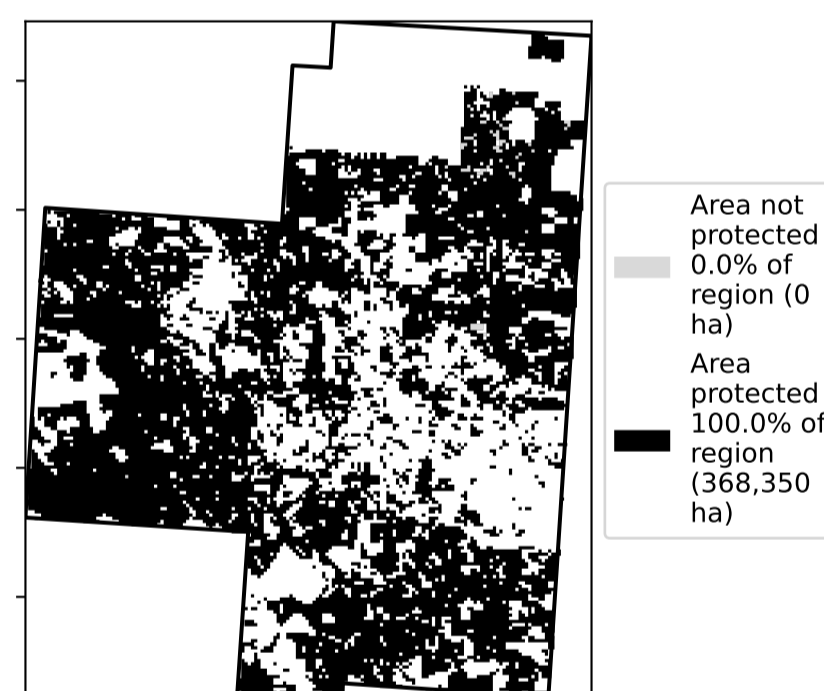 Area not
protected
0.0% of
region (0
ha)
Area
protected
100.0% of
region
(368,350
ha)